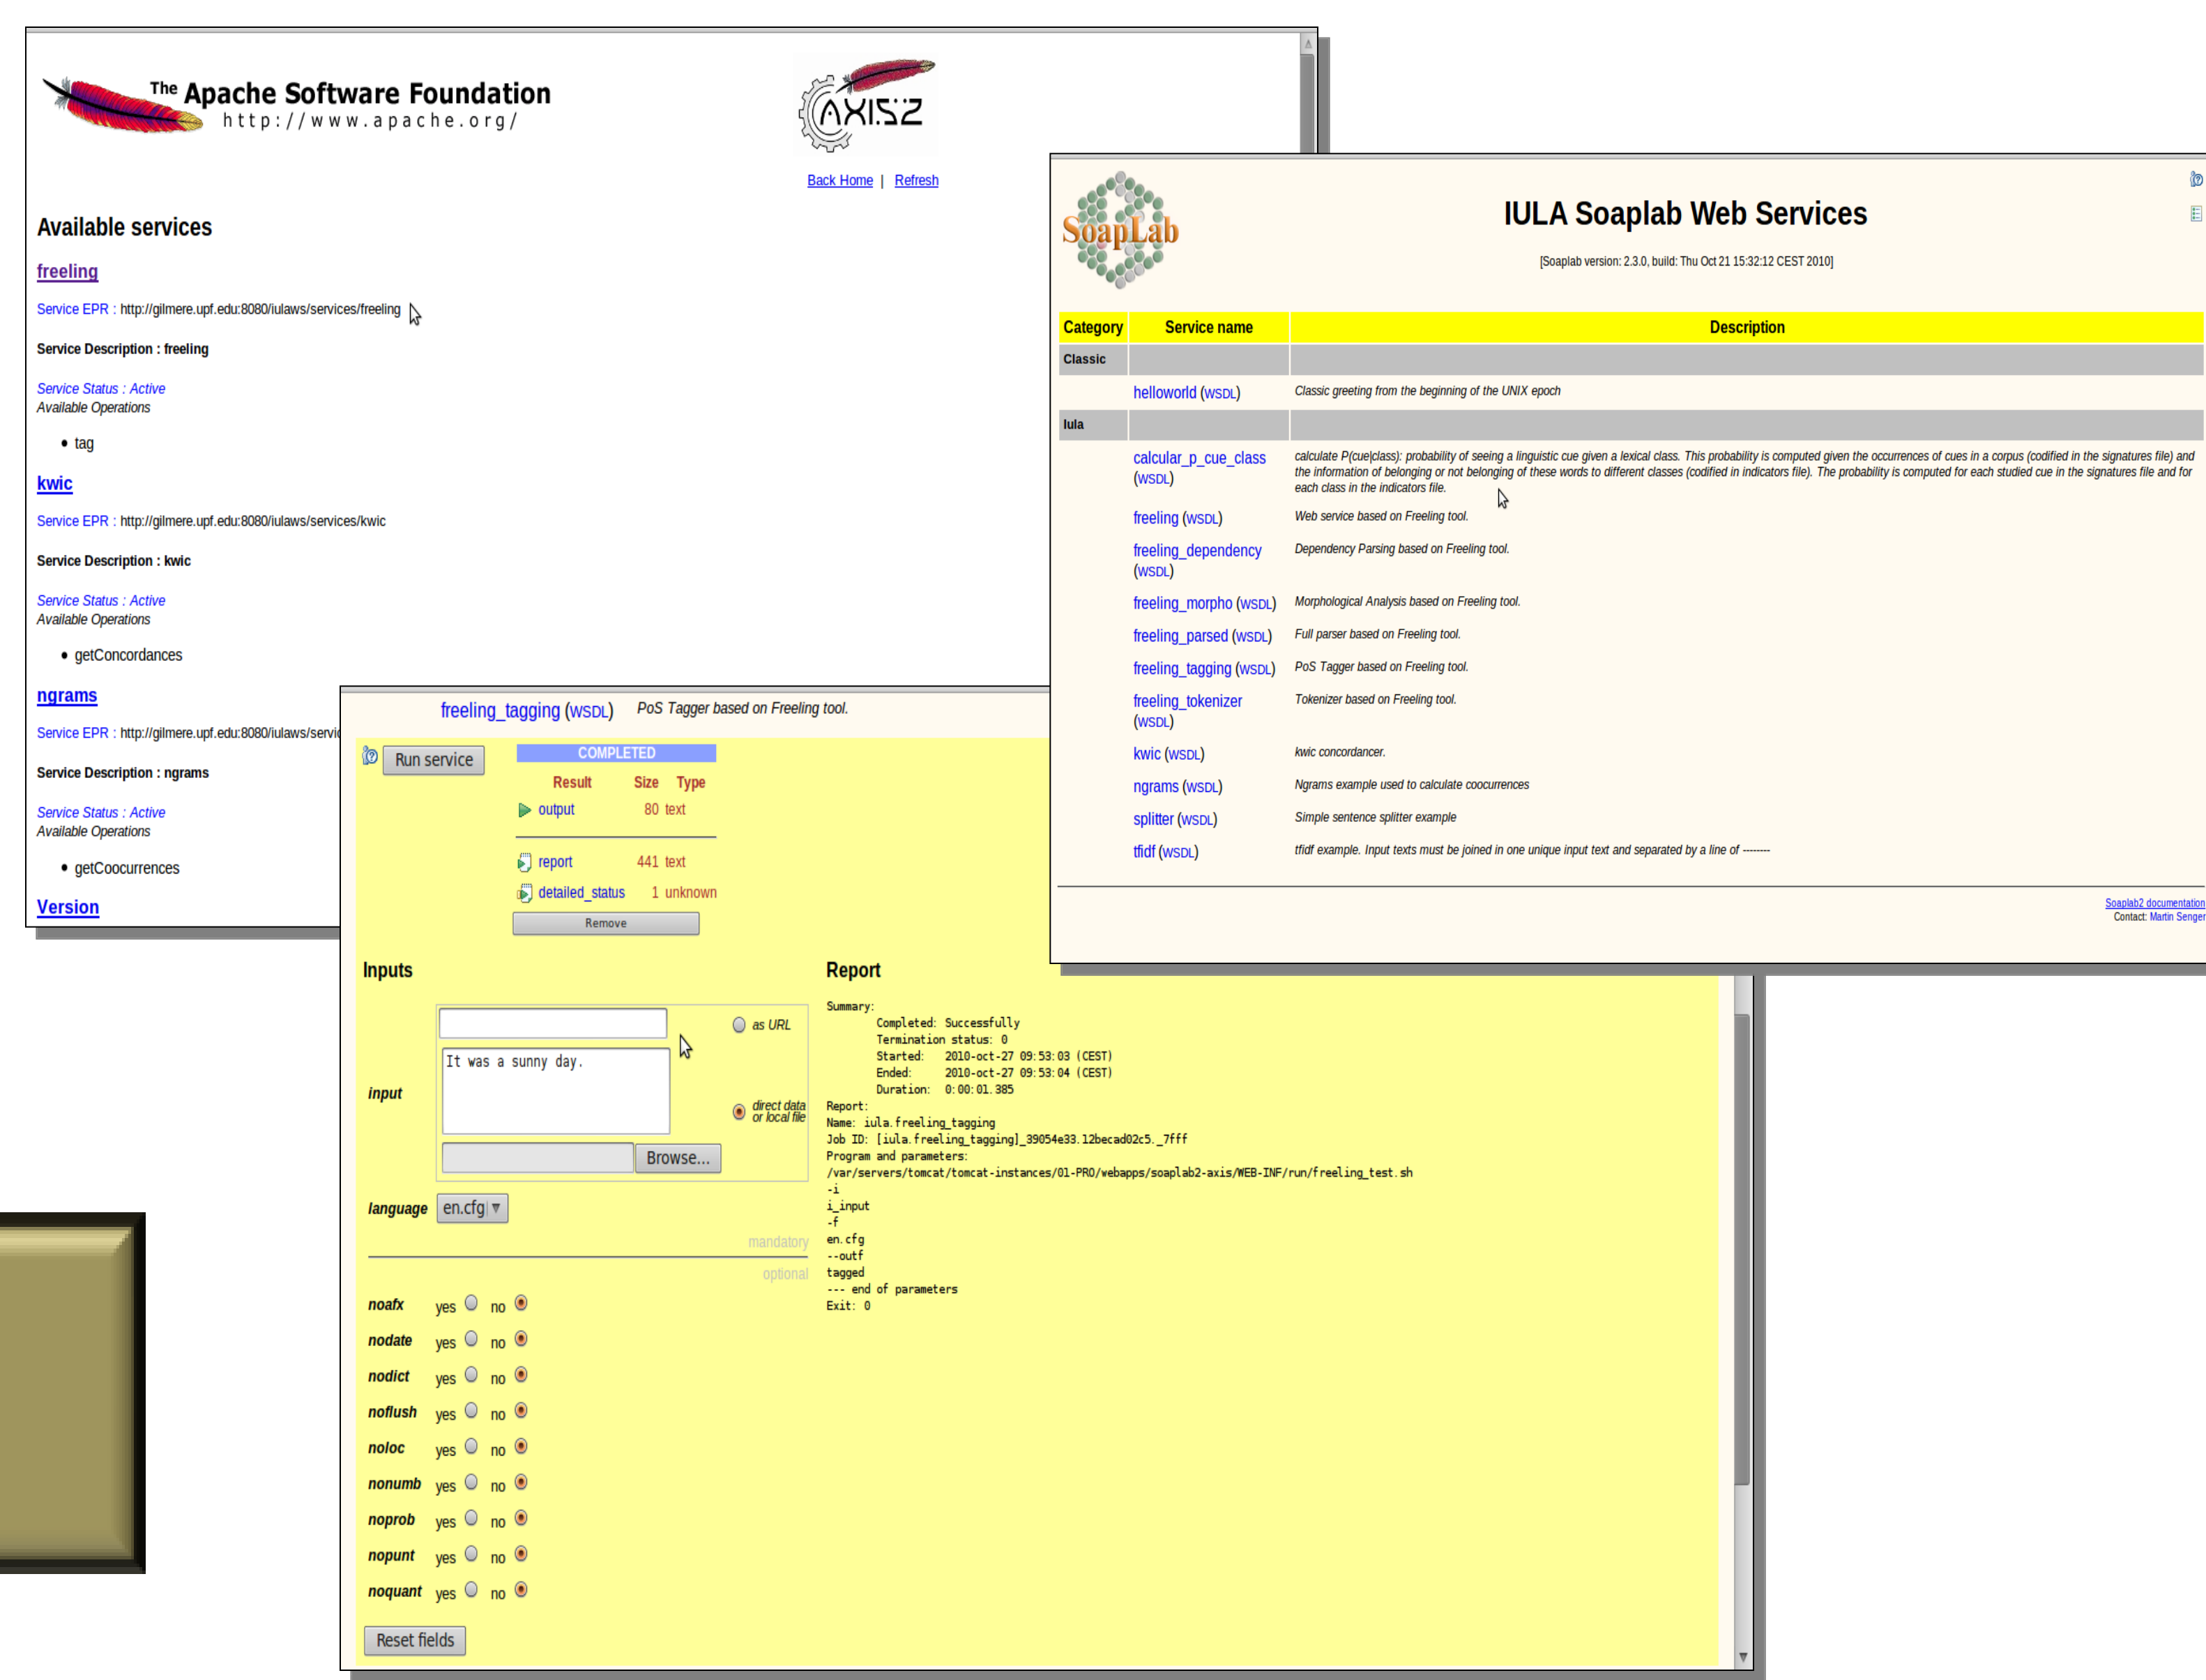 The Apache Software Foundation
http://www.apache.org/
AXIS2
Back Home | Refresh
Available services
freeling
Service EPR : http://gilmere.upf.edu:8080/iulaws/services/freeling
Service Description : freeling
Service Status : Active
Available Operations
• tag
kwic
Service EPR : http://gilmere.upf.edu:8080/iulaws/services/kwic
Service Description : kwic
Service Status : Active
Available Operations
• getConcordances
ngrams
Service EPR : http://gilmere.upf.edu:8080/iulaws/servic
Service Description : ngrams
Service Status : Active
Available Operations
• getCoocurrences
Version
SoapLab
IULA Soaplab Web Services
[Soaplab version: 2.3.0, build: Thu Oct 21 15:32:12 CEST 2010]
Category Service name Description
Classic
helloworld (WSDL) Classic greeting from the beginning of the UNIX epoch
Iula
calcular_p_cue_class (WSDL) calculate P(cue|class): probability of seeing a linguistic cue given a lexical class. This probability is computed given the occurrences of cues in a corpus (codified in the signatures file) and
the information of belonging or not belonging of these words to different classes (codified in indicators file). The probability is computed for each studied cue in the signatures file and for
each class in the indicators file.
freeling (WSDL) Web service based on Freeling tool.
freeling_dependency (WSDL) Dependency Parsing based on Freeling tool.
freeling_morpho (WSDL) Morphological Analysis based on Freeling tool.
freeling_parsed (WSDL) Full parser based on Freeling tool.
freeling_tagging (WSDL) PoS Tagger based on Freeling tool.
freeling_tokenizer (WSDL) Tokenizer based on Freeling tool.
kwic (WSDL) kwic concordancer.
ngrams (WSDL) Ngrams example used to calculate coocurrences
splitter (WSDL) Simple sentence splitter example
tfidf (WSDL) tfidf example. Input texts must be joined in one unique input text and separated by a line of --------
Soaplab2 documentation
Contact: Martin Senger
freeling_tagging (WSDL) PoS Tagger based on Freeling tool.
Run service
COMPLETED
Result Size Type
output 80 text
report 441 text
detailed_status 1 unknown
Remove
Inputs
input
as URL
It was a sunny day.
direct data
or local file
Browse...
language en.cfg
mandatory
optional
noafx yes no
nodate yes no
nodict yes no
noflush yes no
noloc yes no
nonumb yes no
noprob yes no
nopunt yes no
noquant yes no
Reset fields
Report
Summary:
Completed: Successfully
Termination status: 0
Started: 2010-oct-27 09:53:03 (CEST)
Ended: 2010-oct-27 09:53:04 (CEST)
Duration: 0:00:01.385
Report:
Name: iula.freeling_tagging
Job ID: [iula.freeling_tagging]_39054e33.12becad02c5._7fff
Program and parameters:
/var/servers/tomcat/tomcat-instances/01-PRO/webapps/soaplab2-axis/WEB-INF/run/freeling_test.sh
-i
i_input
-f
en.cfg
--outf
tagged
--- end of parameters
Exit: 0